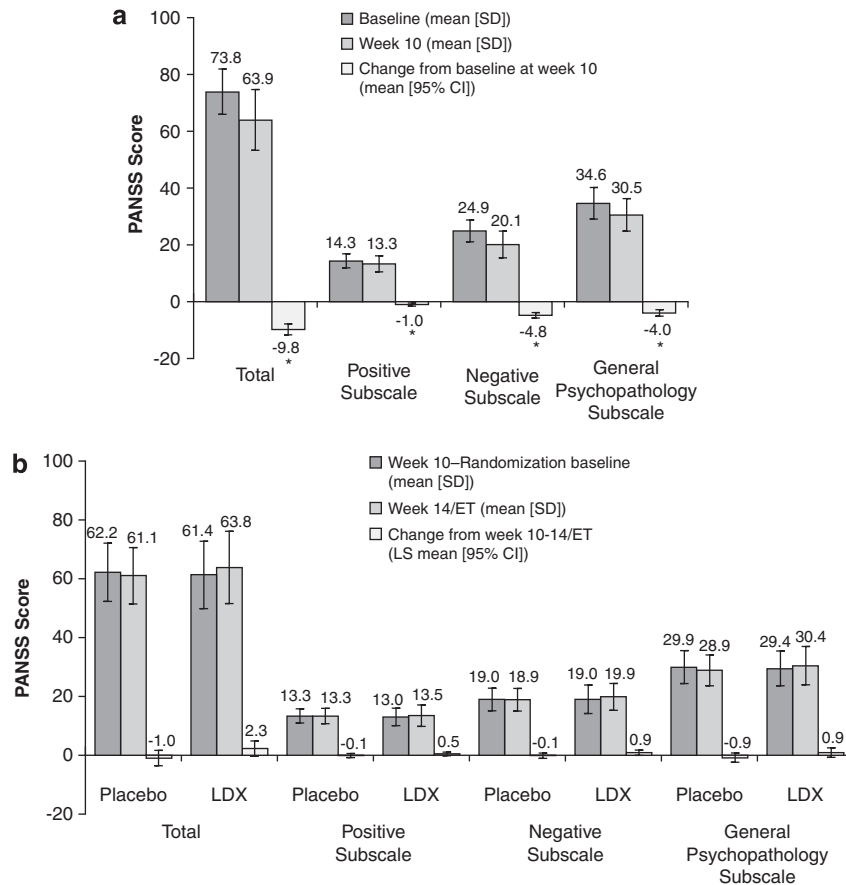 a
PANSS Score
100
80
60
40
20
0
-20
Baseline (mean [SD])
Week 10 (mean [SD])
Change from baseline at week 10
(mean [95% CI])
73.8
63.9
-9.8
*
14.3
13.3
-1.0
*
24.9
20.1
-4.8
*
34.6
30.5
-4.0
*
Total
Positive
Subscale
Negative
Subscale
General
Psychopathology
Subscale
b
PANSS Score
100
80
60
40
20
0
-20
Week 10–Randomization baseline
(mean [SD])
Week 14/ET (mean [SD])
Change from week 10-14/ET
(LS mean [95% CI])
62.2
61.1
-1.0
61.4
63.8
2.3
13.3
13.3
-0.1
13.0
13.5
0.5
19.0
18.9
-0.1
19.0
19.9
0.9
29.9
28.9
-0.9
29.4
30.4
0.9
Placebo
LDX
Placebo
LDX
Placebo
LDX
Placebo
LDX
Total
Positive
Subscale
Negative
Subscale
General
Psychopathology
Subscale